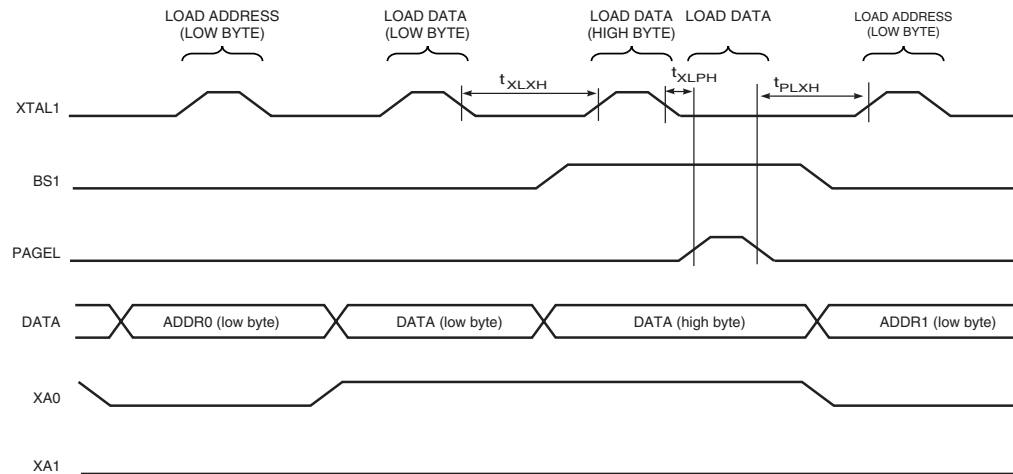 LOAD ADDRESS
(LOW BYTE)
LOAD DATA
(LOW BYTE)
LOAD DATA
(HIGH BYTE)
LOAD DATA
LOAD ADDRESS
(LOW BYTE)
tXLXH
tXLPH
tPLXH
XTAL1
BS1
PAGEL
DATA
ADDR0 (low byte)
DATA (low byte)
DATA (high byte)
ADDR1 (low byte)
XA0
XA1